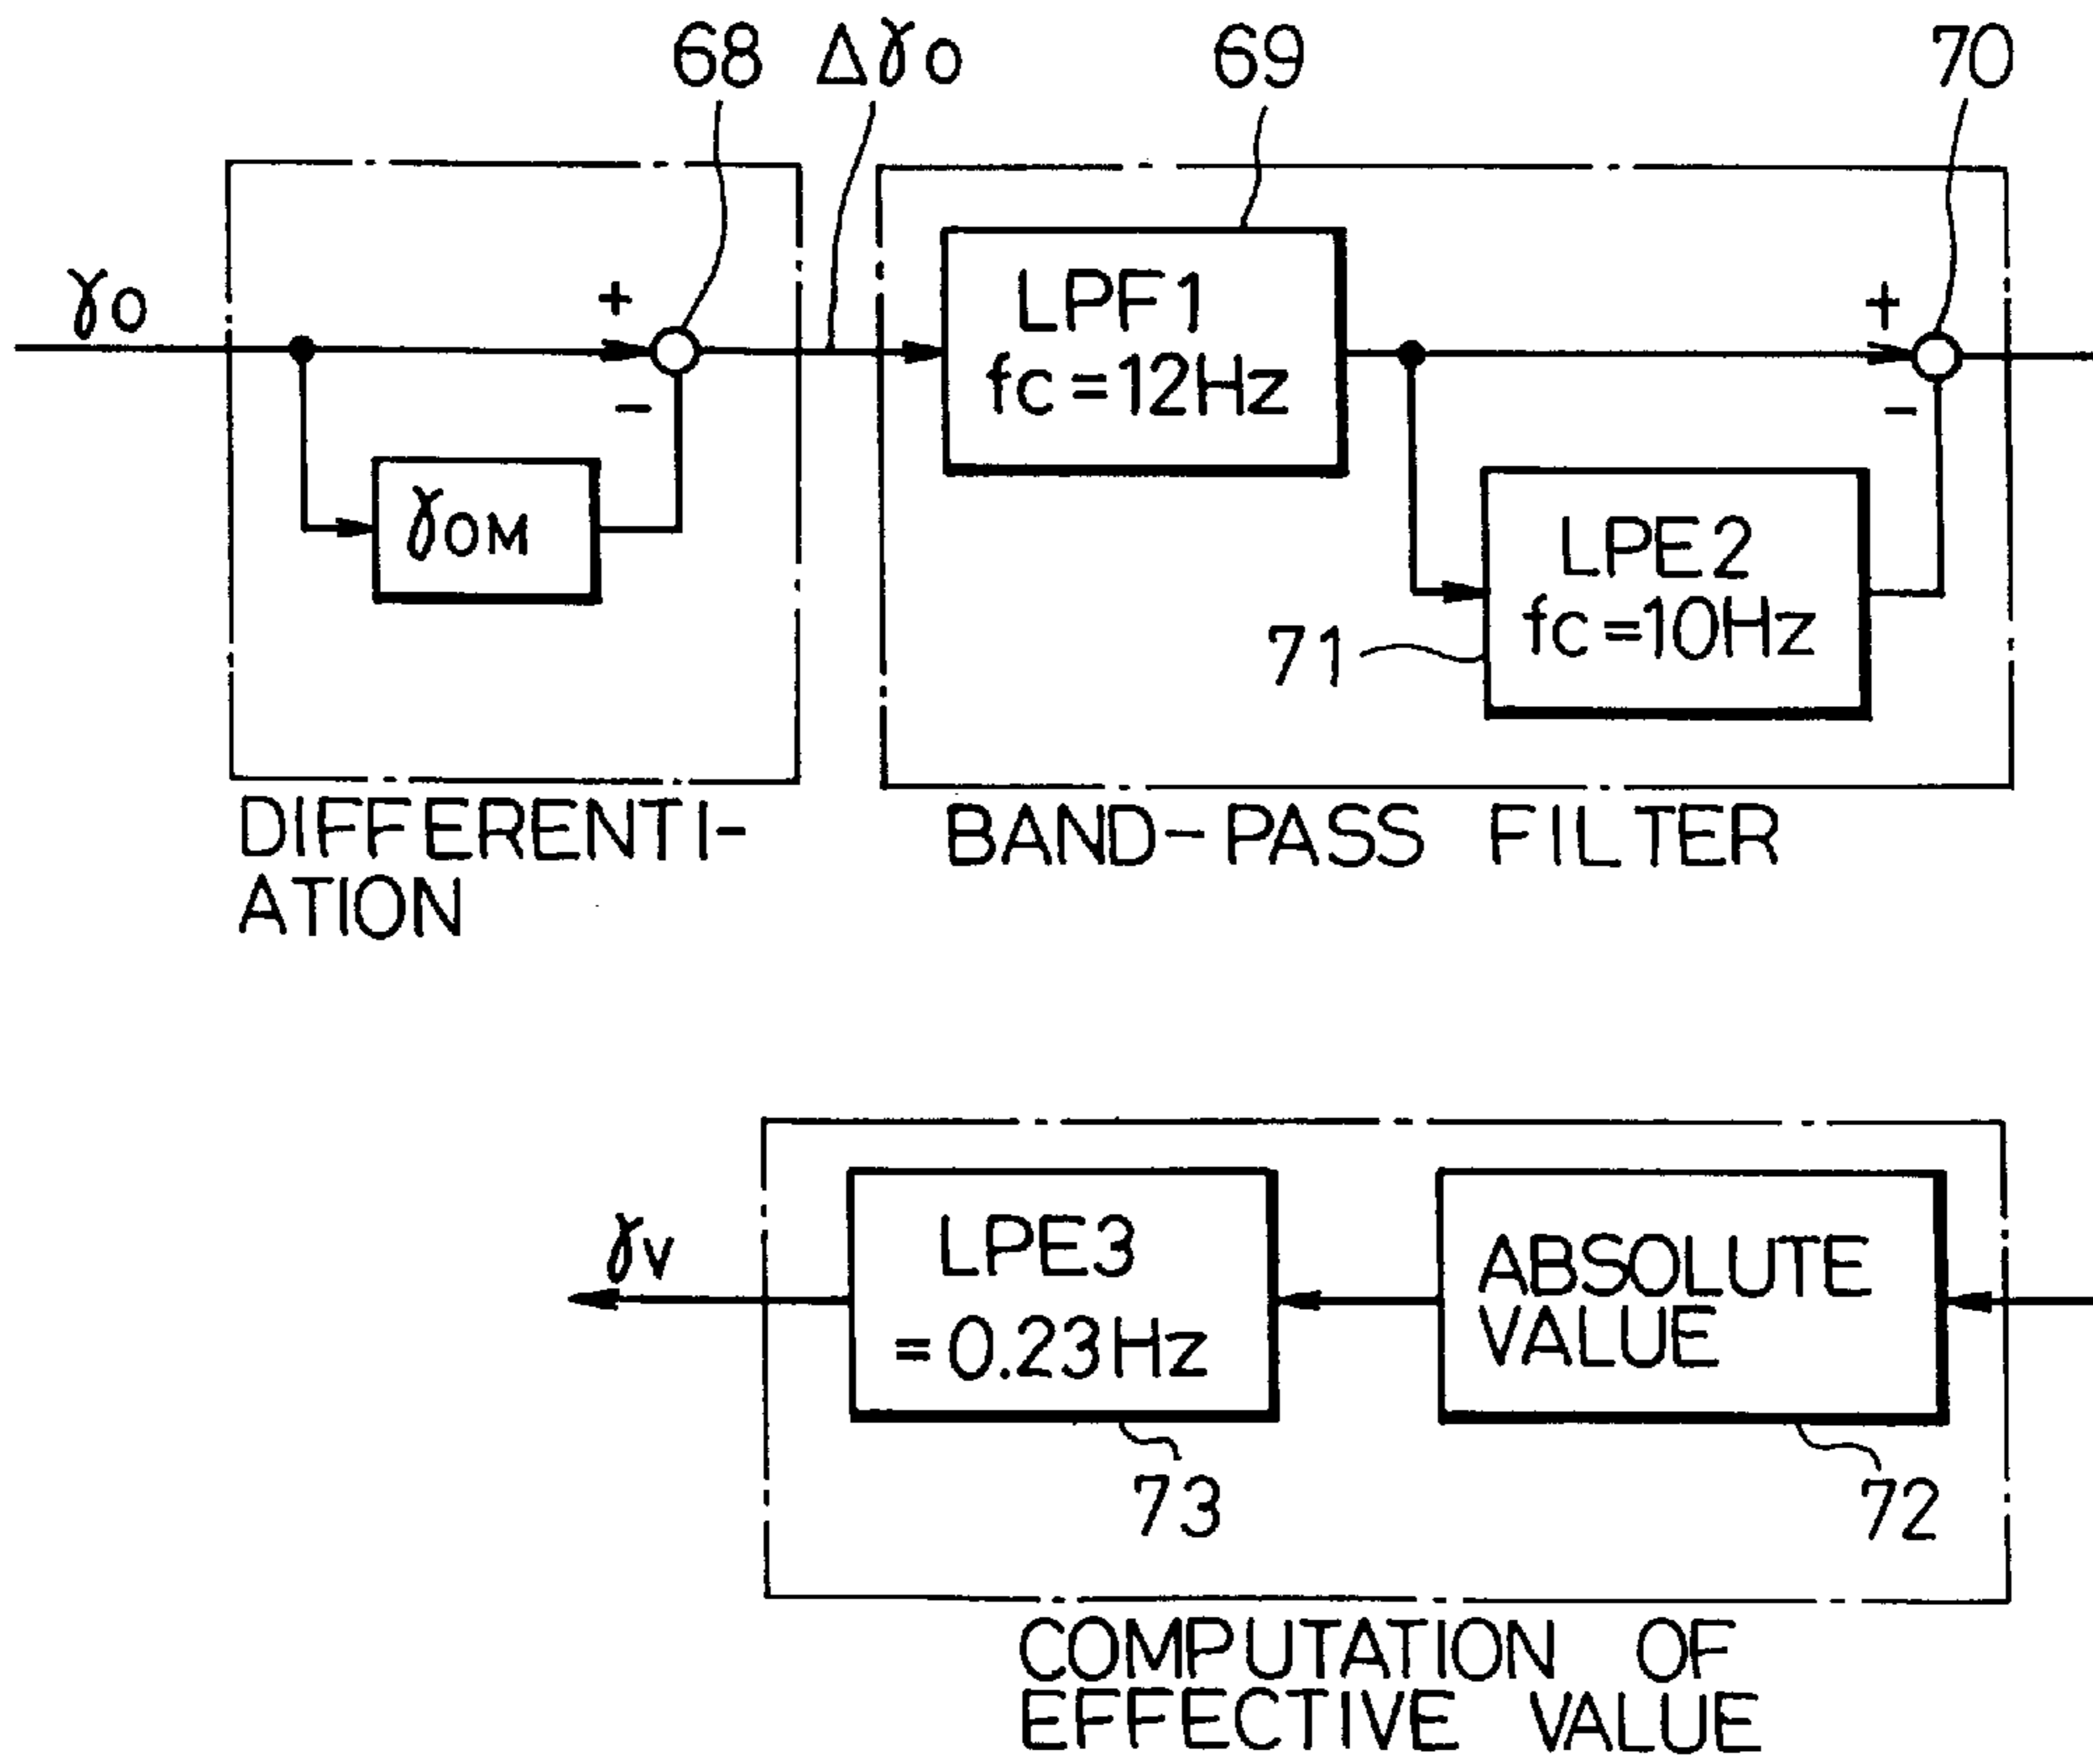 68
Δγo
69
70
γo
+
-
γOM
LPF1
fc=12Hz
+
-
LPE2
fc=10Hz
71
DIFFERENTI-
ATION
BAND-PASS FILTER
γv
LPE3
=0.23Hz
ABSOLUTE
VALUE
73
72
COMPUTATION OF
EFFECTIVE VALUE